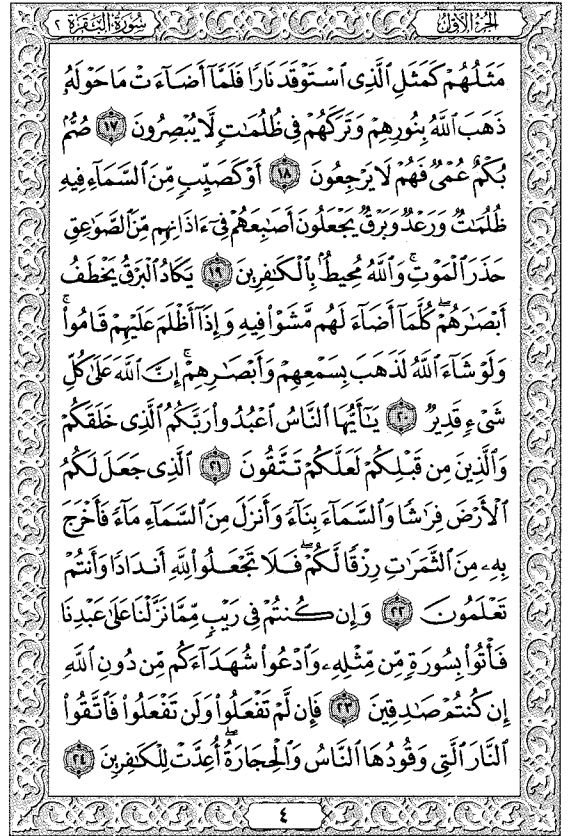 سُورَةُ البَقَرَةِ ٢
الجُزْءُ الأَوَّلُ
مَثَلُهُمْ كَمَثَلِ ٱلَّذِى ٱسْتَوْقَدَ نَارًا فَلَمَّآ أَضَآءَتْ مَا حَوْلَهُۥ
ذَهَبَ ٱللَّهُ بِنُورِهِمْ وَتَرَكَهُمْ فِى ظُلُمَٰتٍ لَّا يُبْصِرُونَ ١٧ صُمٌّۢ
بُكْمٌ عُمْىٌ فَهُمْ لَا يَرْجِعُونَ ١٨ أَوْ كَصَيِّبٍ مِّنَ ٱلسَّمَآءِ فِيهِ
ظُلُمَٰتٌ وَرَعْدٌ وَبَرْقٌ يَجْعَلُونَ أَصَٰبِعَهُمْ فِىٓ ءَاذَانِهِم مِّنَ ٱلصَّوَٰعِقِ
حَذَرَ ٱلْمَوْتِ ۚ وَٱللَّهُ مُحِيطٌۢ بِٱلْكَٰفِرِينَ ١٩ يَكَادُ ٱلْبَرْقُ يَخْطَفُ
أَبْصَٰرَهُمْ ۖ كُلَّمَآ أَضَآءَ لَهُم مَّشَوْا۟ فِيهِ وَإِذَآ أَظْلَمَ عَلَيْهِمْ قَامُوا۟ ۚ
وَلَوْ شَآءَ ٱللَّهُ لَذَهَبَ بِسَمْعِهِمْ وَأَبْصَٰرِهِمْ ۚ إِنَّ ٱللَّهَ عَلَىٰ كُلِّ
شَىْءٍ قَدِيرٌ ٢٠ يَٰٓأَيُّهَا ٱلنَّاسُ ٱعْبُدُوا۟ رَبَّكُمُ ٱلَّذِى خَلَقَكُمْ
وَٱلَّذِينَ مِن قَبْلِكُمْ لَعَلَّكُمْ تَتَّقُونَ ٢١ ٱلَّذِى جَعَلَ لَكُمُ
ٱلْأَرْضَ فِرَٰشًا وَٱلسَّمَآءَ بِنَآءً وَأَنزَلَ مِنَ ٱلسَّمَآءِ مَآءً فَأَخْرَجَ
بِهِۦ مِنَ ٱلثَّمَرَٰتِ رِزْقًا لَّكُمْ ۖ فَلَا تَجْعَلُوا۟ لِلَّهِ أَندَادًا وَأَنتُمْ
تَعْلَمُونَ ٢٢ وَإِن كُنتُمْ فِى رَيْبٍ مِّمَّا نَزَّلْنَا عَلَىٰ عَبْدِنَا
فَأْتُوا۟ بِسُورَةٍ مِّن مِّثْلِهِۦ وَٱدْعُوا۟ شُهَدَآءَكُم مِّن دُونِ ٱللَّهِ
إِن كُنتُمْ صَٰدِقِينَ ٢٣ فَإِن لَّمْ تَفْعَلُوا۟ وَلَن تَفْعَلُوا۟ فَٱتَّقُوا۟
ٱلنَّارَ ٱلَّتِى وَقُودُهَا ٱلنَّاسُ وَٱلْحِجَارَةُ ۖ أُعِدَّتْ لِلْكَٰفِرِينَ ٢٤
٤